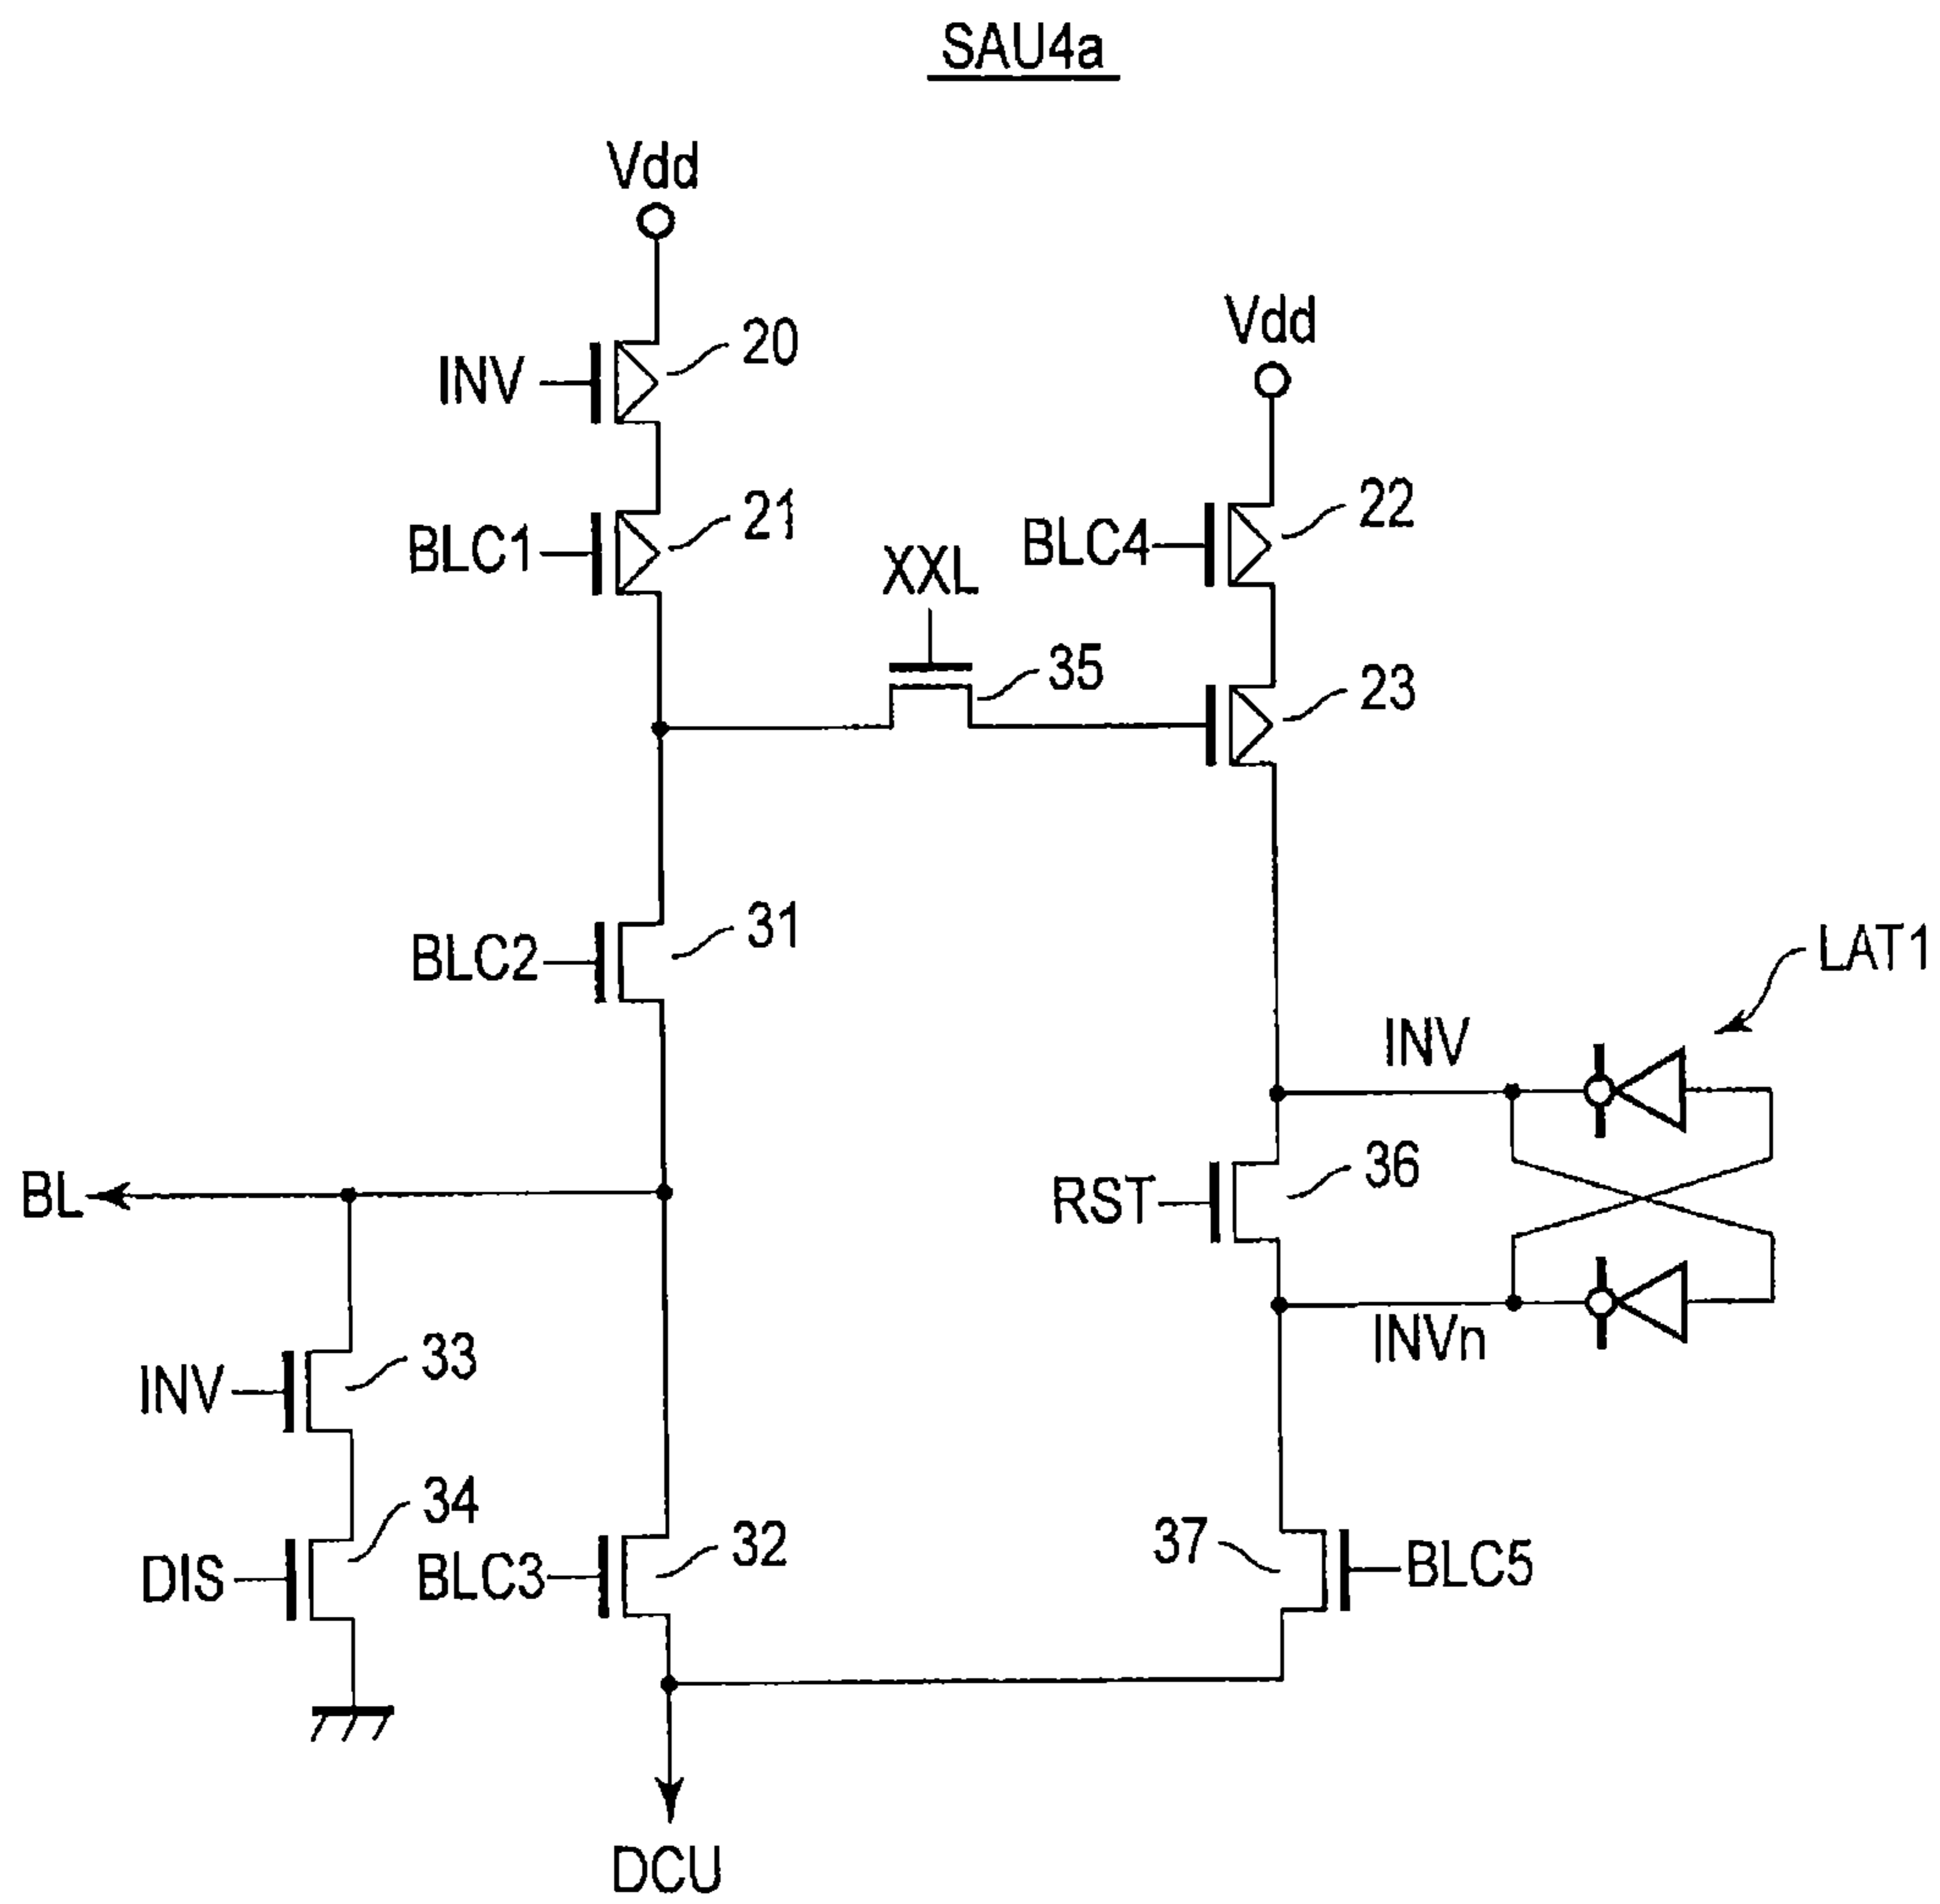 SAU4a
Vdd
20
INV
Vdd
21
BLC1
22
BLC4
XXL
35
23
31
BLC2
LAT1
INV
36
BL
RST
33
INVn
INV
34
32
37
DIS
BLC3
BLC5
DCU